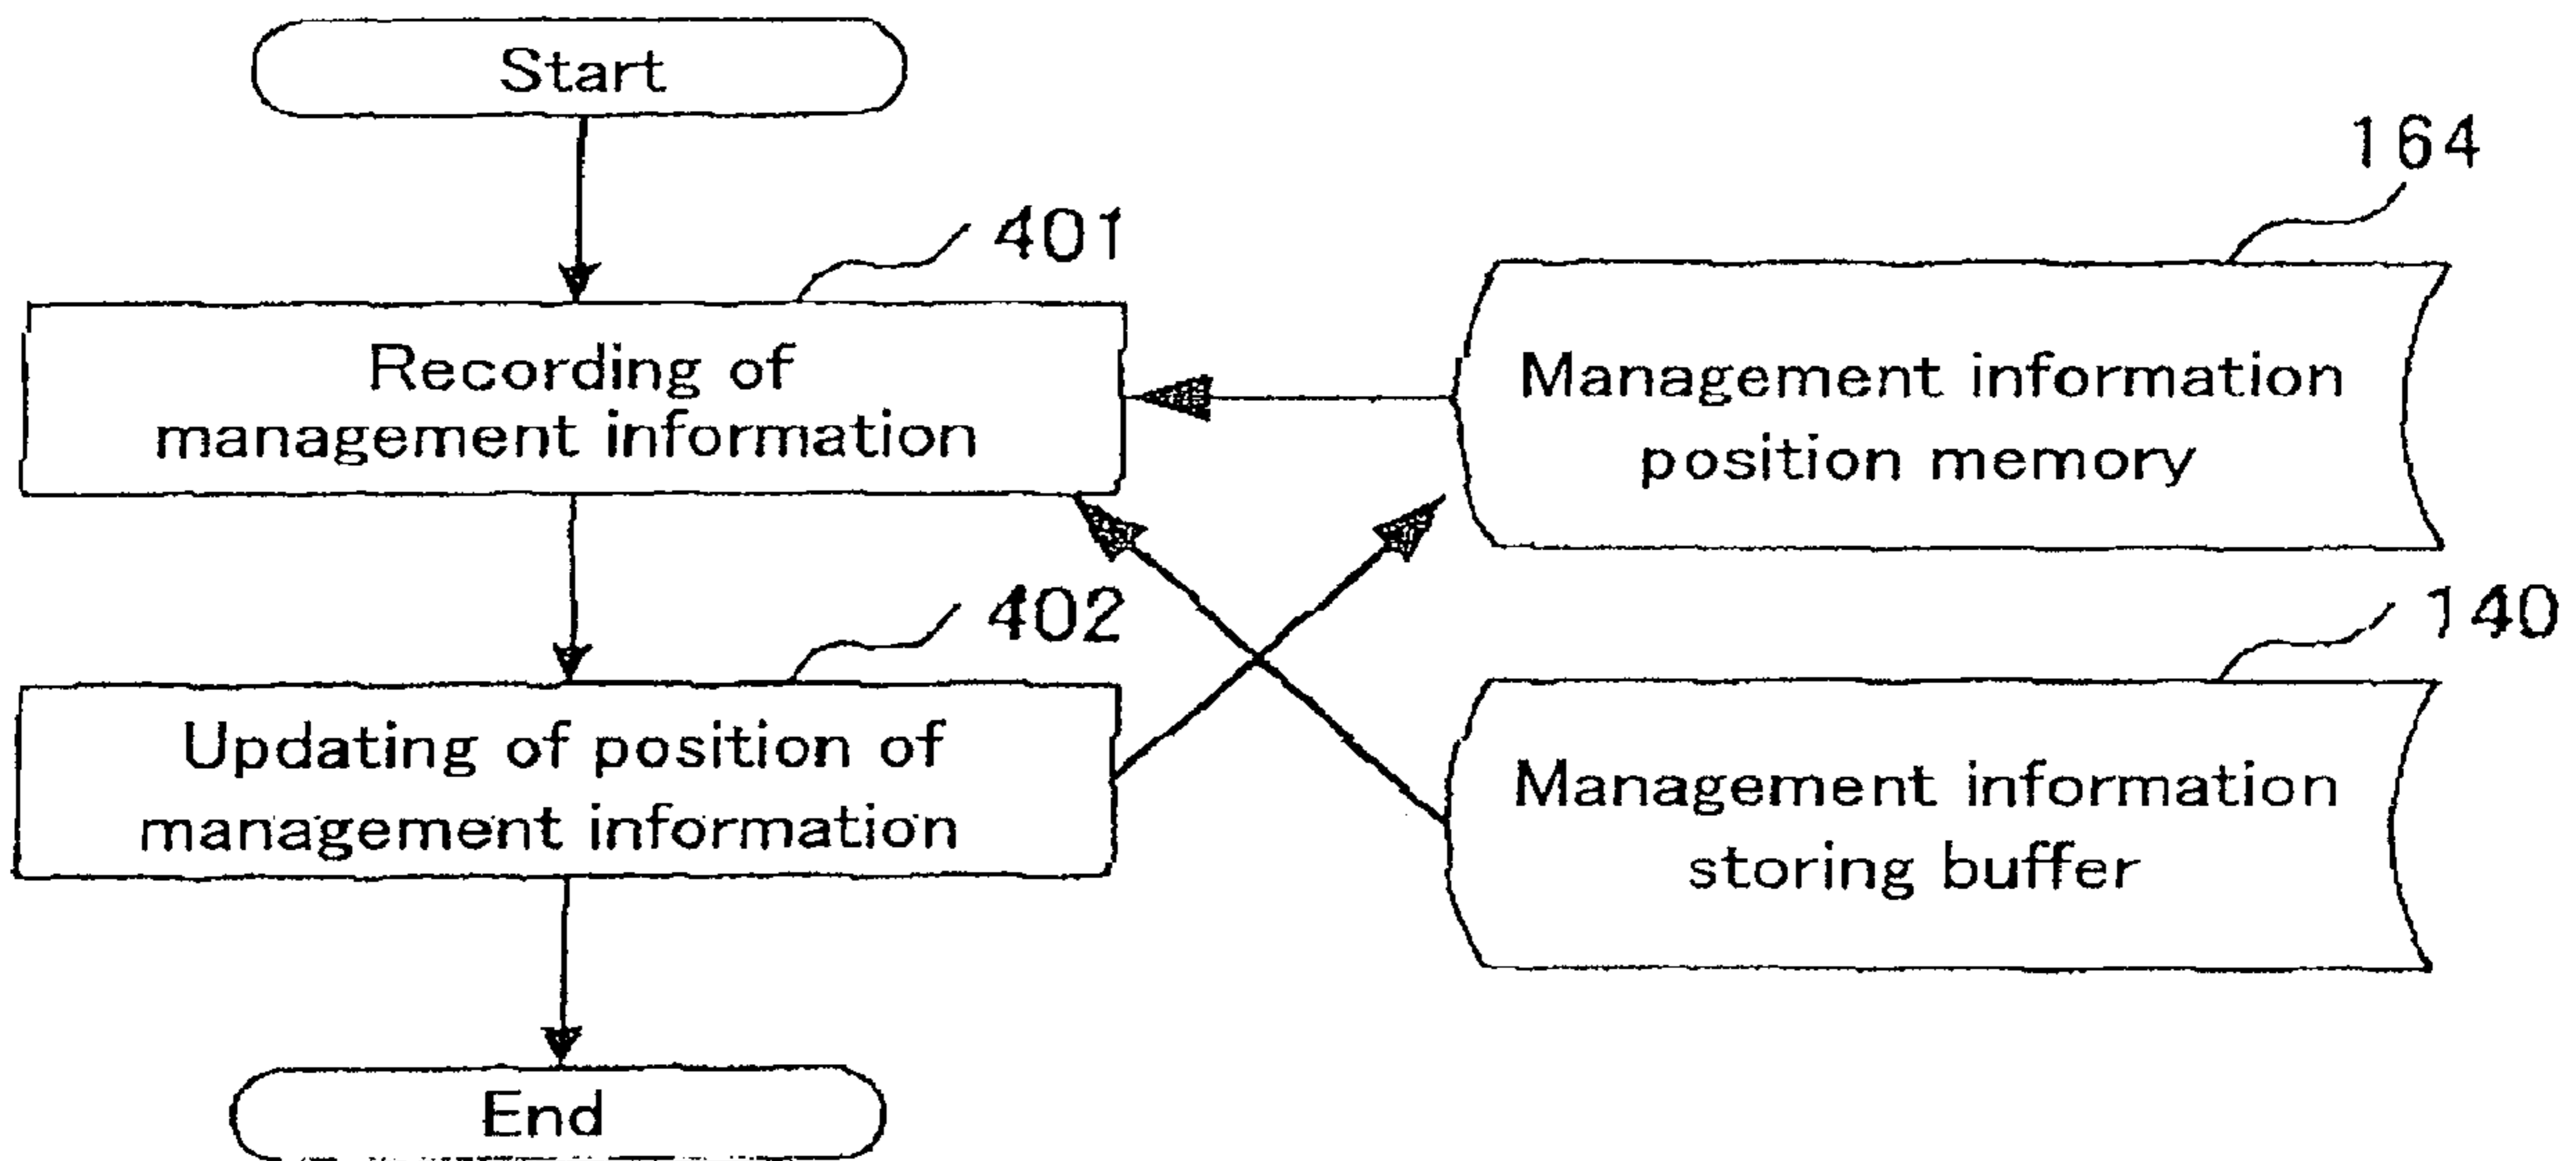 Start
164
401
Recording of
management information
Management information
position memory
402
140
Updating of position of
management information
Management information
storing buffer
End